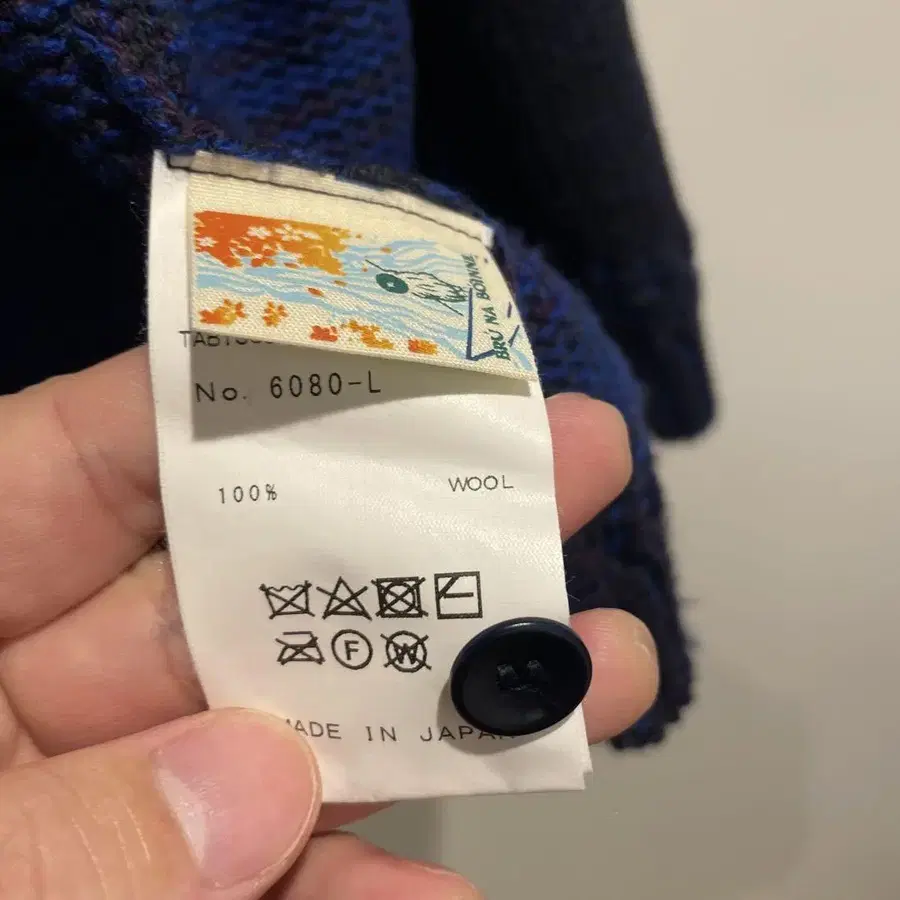 BRU NA BOINNE
No. 6080-L
100% WOOL
F
W
MADE IN JAPAN